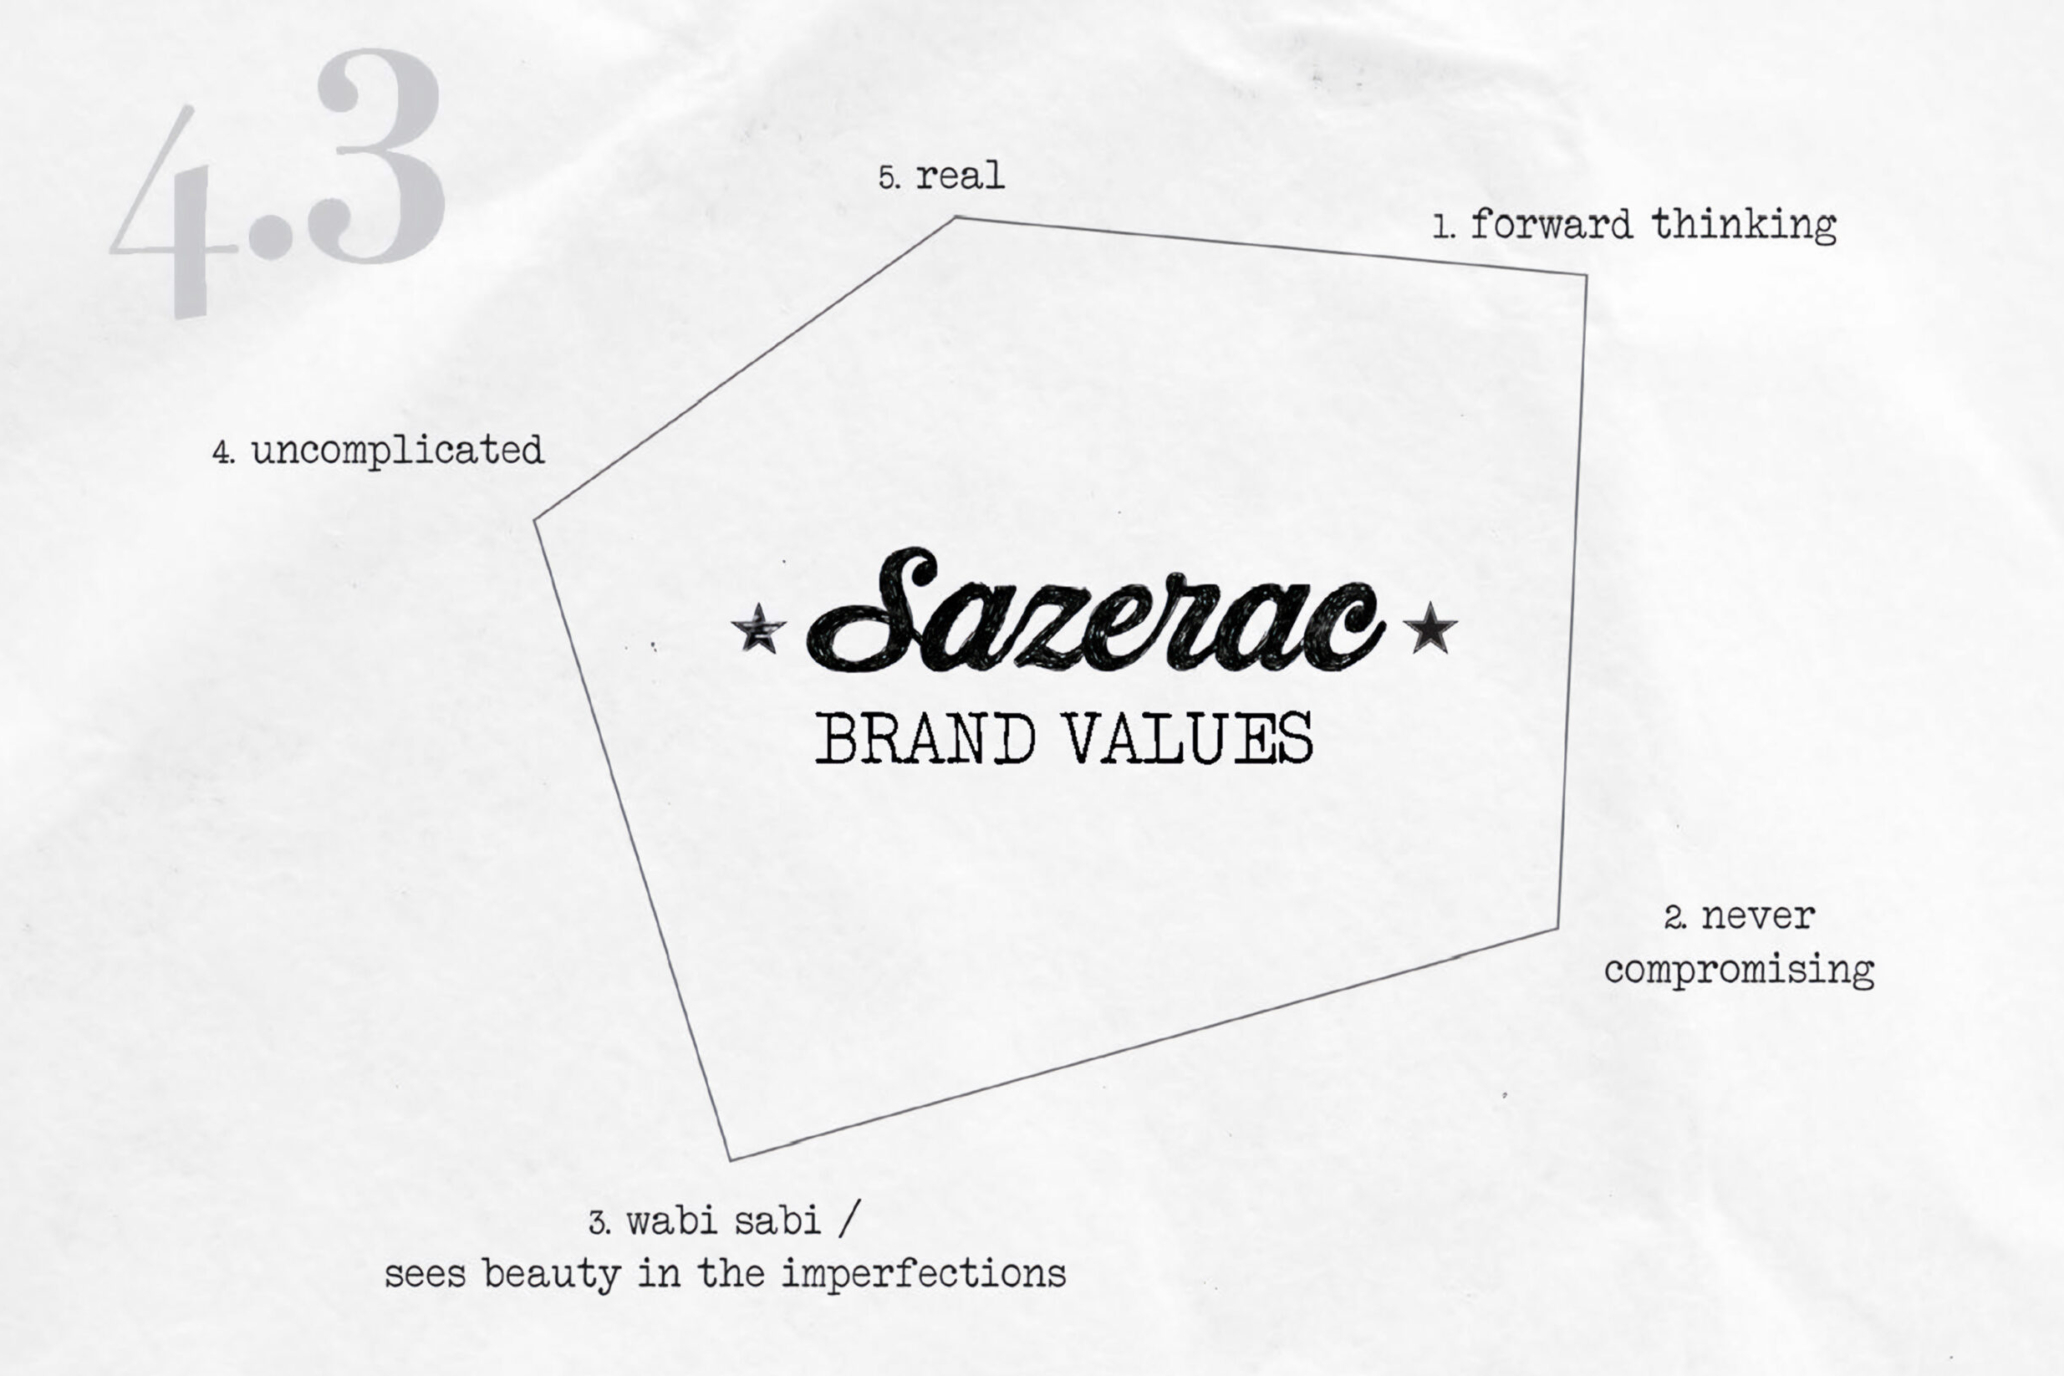 4.3
5. real
1. forward thinking
4. uncomplicated
Sazerac
BRAND VALUES
2. never
compromising
3. wabi sabi /
sees beauty in the imperfections